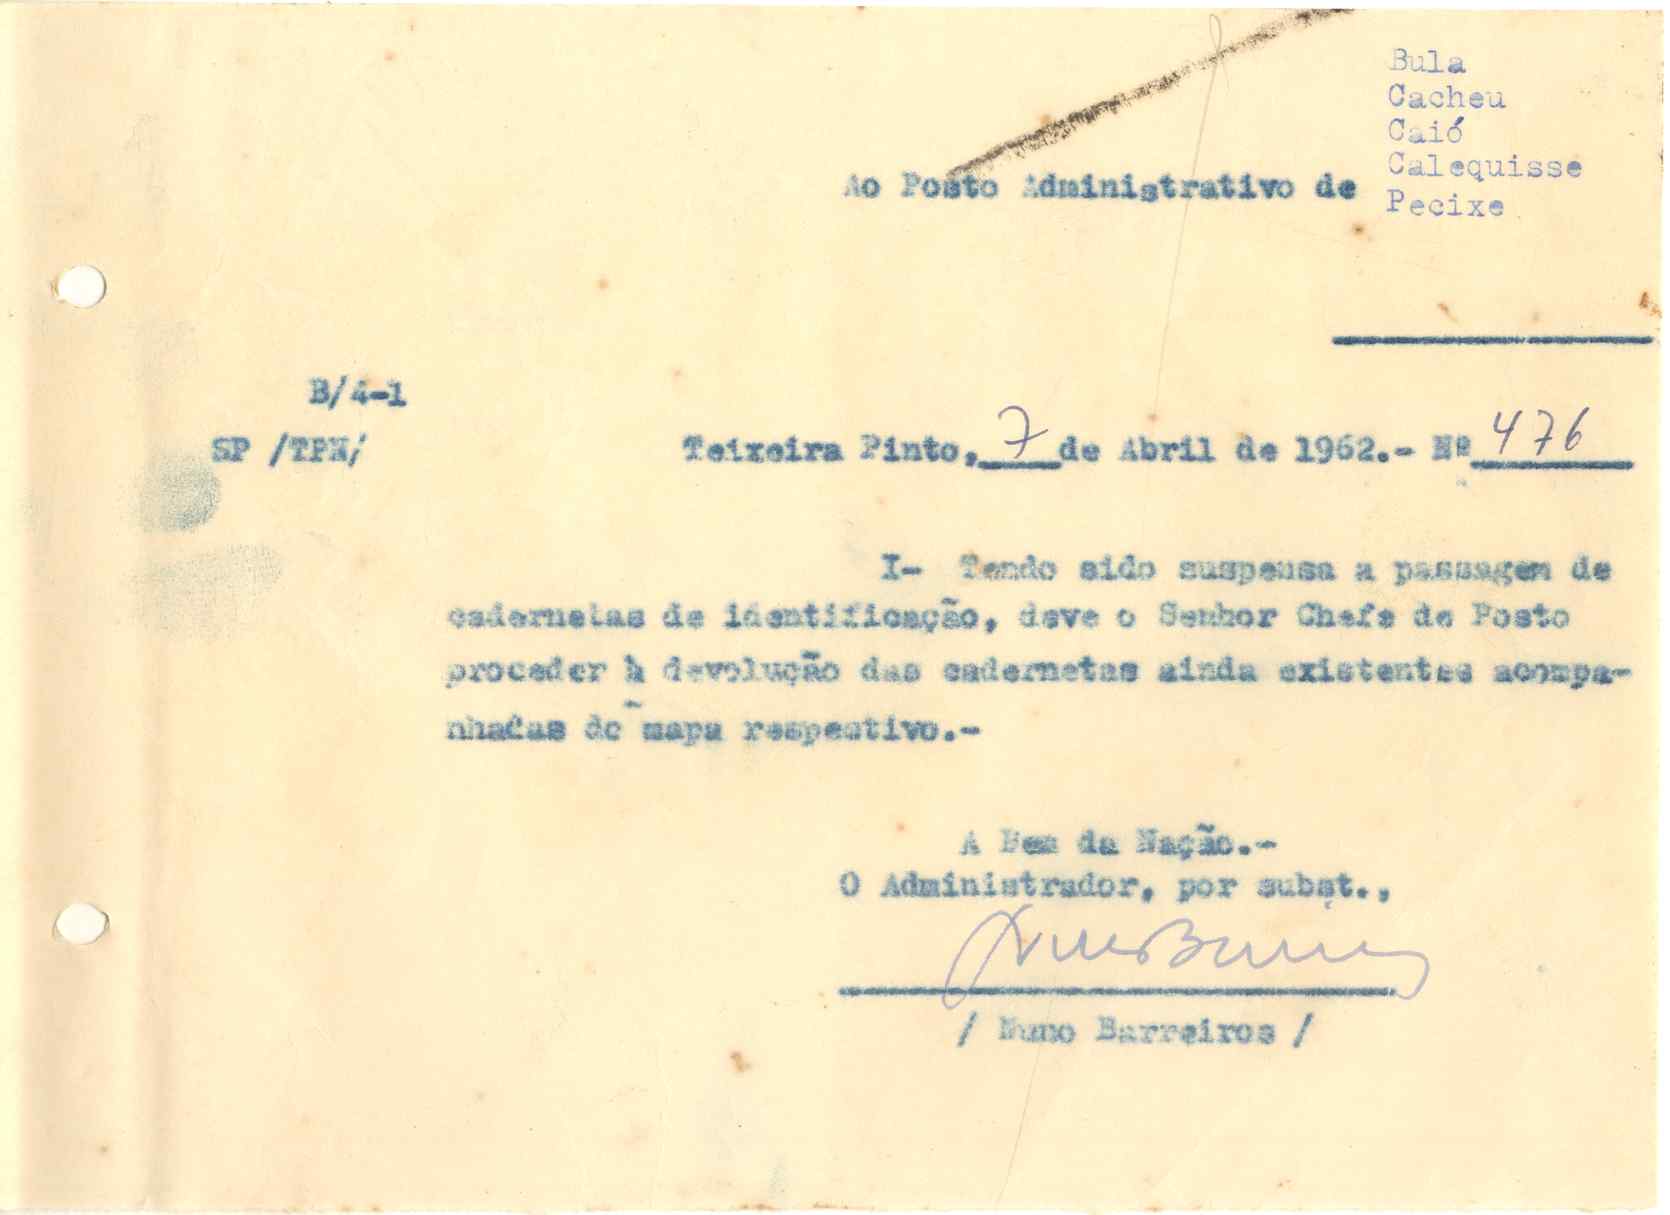 Bula
Cacheu
Caió
Calequisse
Pecixe
Ao Posto Administrativo de
B/4-1
SP /TPN/
Teixeira Pinto, 7 de Abril de 1962.- Nº 476
I- Tendo sido suspensa a passagem de
cadernetas de identificação, deve o Senhor Chefe de Posto
proceder à devolução das cadernetas ainda existentes acompa-
nhadas do mapa respectivo.-
A Bem da Nação.-
O Administrador, por subst.,
Nuno Barreiros
/ Nuno Barreiros /